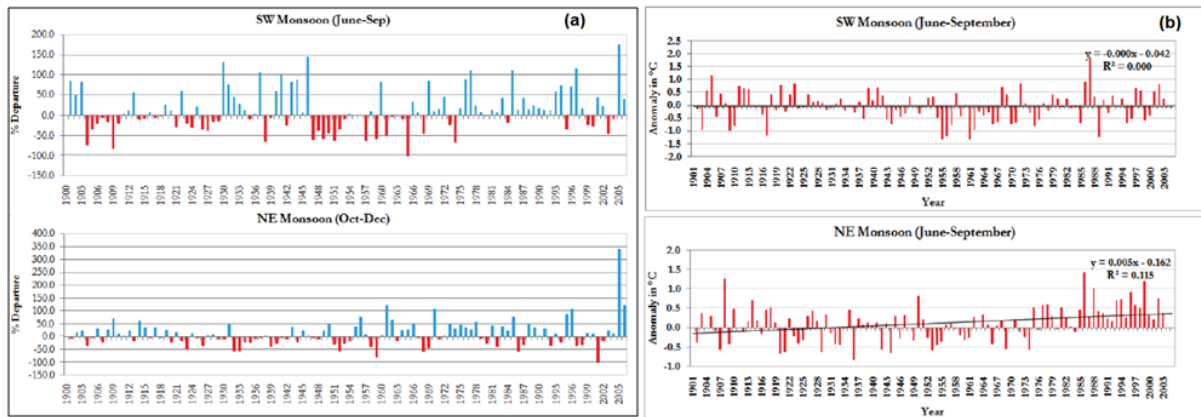 SW Monsoon (June-Sep)
(a)
% Departure
200.0
150.0
100.0
50.0
0.0
-50.0
-100.0
-150.0
1900 1903 1906 1909 1912 1915 1918 1921 1924 1927 1930 1933 1936 1939 1942 1945 1948 1951 1954 1957 1960 1963 1966 1969 1972 1975 1978 1981 1984 1987 1990 1993 1996 1999 2002 2005
NE Monsoon (Oct-Dec)
% Departure
400.0
350.0
300.0
250.0
200.0
150.0
100.0
50.0
0.0
-50.0
-100.0
-150.0
1900 1903 1906 1909 1912 1915 1918 1921 1924 1927 1930 1933 1936 1939 1942 1945 1948 1951 1954 1957 1960 1963 1966 1969 1972 1975 1978 1981 1984 1987 1990 1993 1996 1999 2002 2005
SW Monsoon (June-September)
(b)
y = -0.000x - 0.042
R² = 0.000
Anomaly in °C
2.5
2.0
1.5
1.0
0.5
0.0
-0.5
-1.0
1.5
2.0
1901 1904 1907 1910 1913 1916 1919 1922 1925 1928 1931 1934 1937 1940 1943 1946 1949 1952 1955 1958 1961 1964 1967 1970 1973 1976 1979 1982 1985 1988 1991 1994 1997 2000 2003
Year
NE Monsoon (June-September)
y = 0.005x - 0.162
R² = 0.115
Anomaly in °C
2.0
1.5
1.0
0.5
0.0
-0.5
-1.0
1901 1904 1907 1910 1913 1916 1919 1922 1925 1928 1931 1934 1937 1940 1943 1946 1949 1952 1955 1958 1961 1964 1967 1970 1973 1976 1979 1982 1985 1988 1991 1994 1997 2000 2003
Year